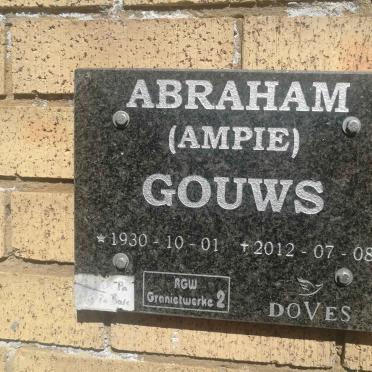 ABRAHAM
(AMPIE)
GOUWS
* 1930 - 10 - 01 †2012 - 07 - 08
RGW
Granietwerke 2
DOVES